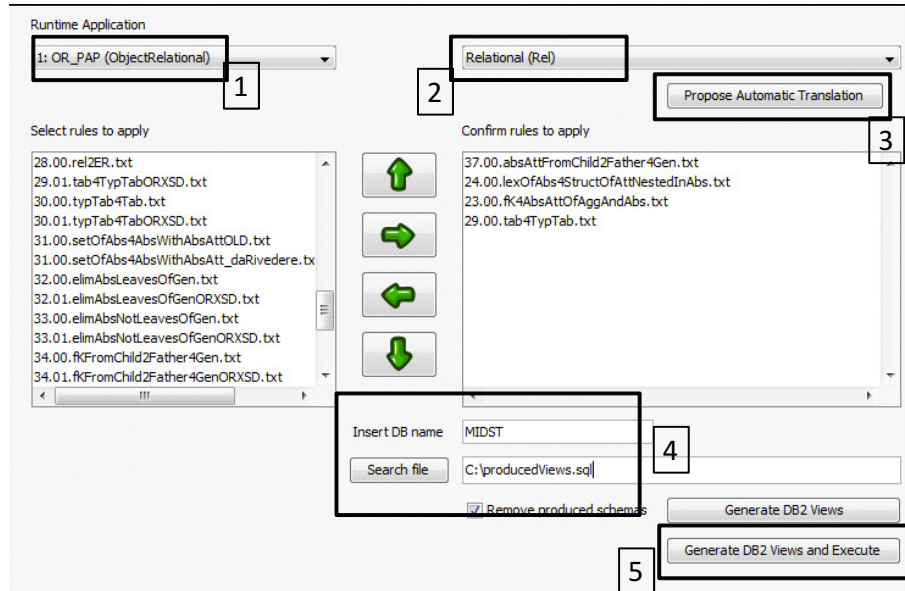 Runtime Application
1: OR_PAP (ObjectRelational)
Relational (Rel)
1
2
Propose Automatic Translation
3
Select rules to apply
Confirm rules to apply
28.00.rel2ER.txt
29.01.tab4TypTabORXSD.txt
30.00.typTab4Tab.txt
30.01.typTab4TabORXSD.txt
31.00.setOfAbs4AbsWithAbsAttOLD.txt
31.00.setOfAbs4AbsWithAbsAtt_daRivedere.tx
32.00.elimAbsLeavesOfGen.txt
32.01.elimAbsLeavesOfGenORXSD.txt
33.00.elimAbsNotLeavesOfGen.txt
33.01.elimAbsNotLeavesOfGenORXSD.txt
34.00.fKFromChild2Father4Gen.txt
34.01.fKFromChild2Father4GenORXSD.txt
37.00.absAttFromChild2Father4Gen.txt
24.00.lexOfAbs4StructOfAttNestedInAbs.txt
23.00.fK4AbsAttOfAggAndAbs.txt
29.00.tab4TypTab.txt
Insert DB name
MIDST
4
Search file
C:\producedViews.sql
Remove produced schemas
Generate DB2 Views
Generate DB2 Views and Execute
5